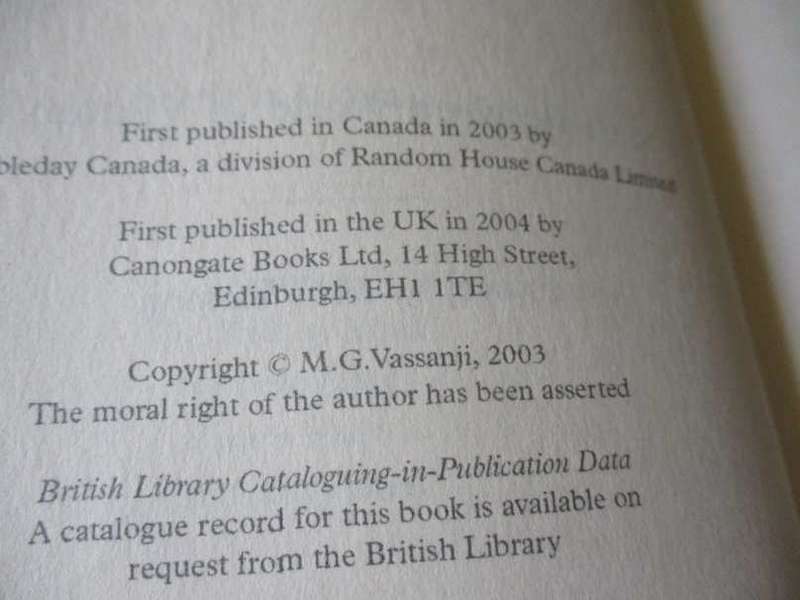 First published in Canada in 2003 by
bleday Canada, a division of Random House Canada Limited
First published in the UK in 2004 by
Canongate Books Ltd, 14 High Street,
Edinburgh, EH1 1TE
Copyright © M.G.Vassanji, 2003
The moral right of the author has been asserted
British Library Cataloguing-in-Publication Data
A catalogue record for this book is available on
request from the British Library